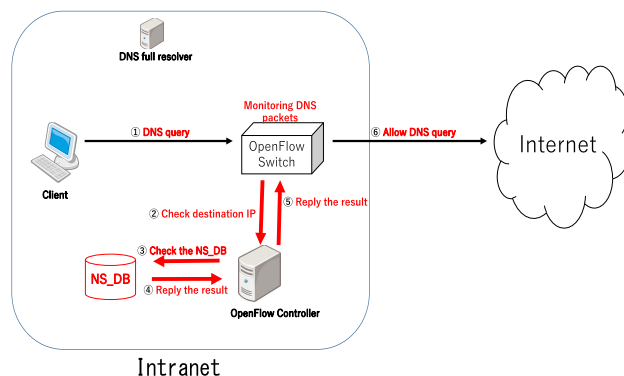 DNS full resolver
Monitoring DNS
packets
① DNS query
⑥ Allow DNS query
OpenFlow
Switch
Internet
Client
⑤ Reply the result
② Check destination IP
③ Check the NS_DB
NS_DB
④ Reply the result
OpenFlow Controller
Intranet